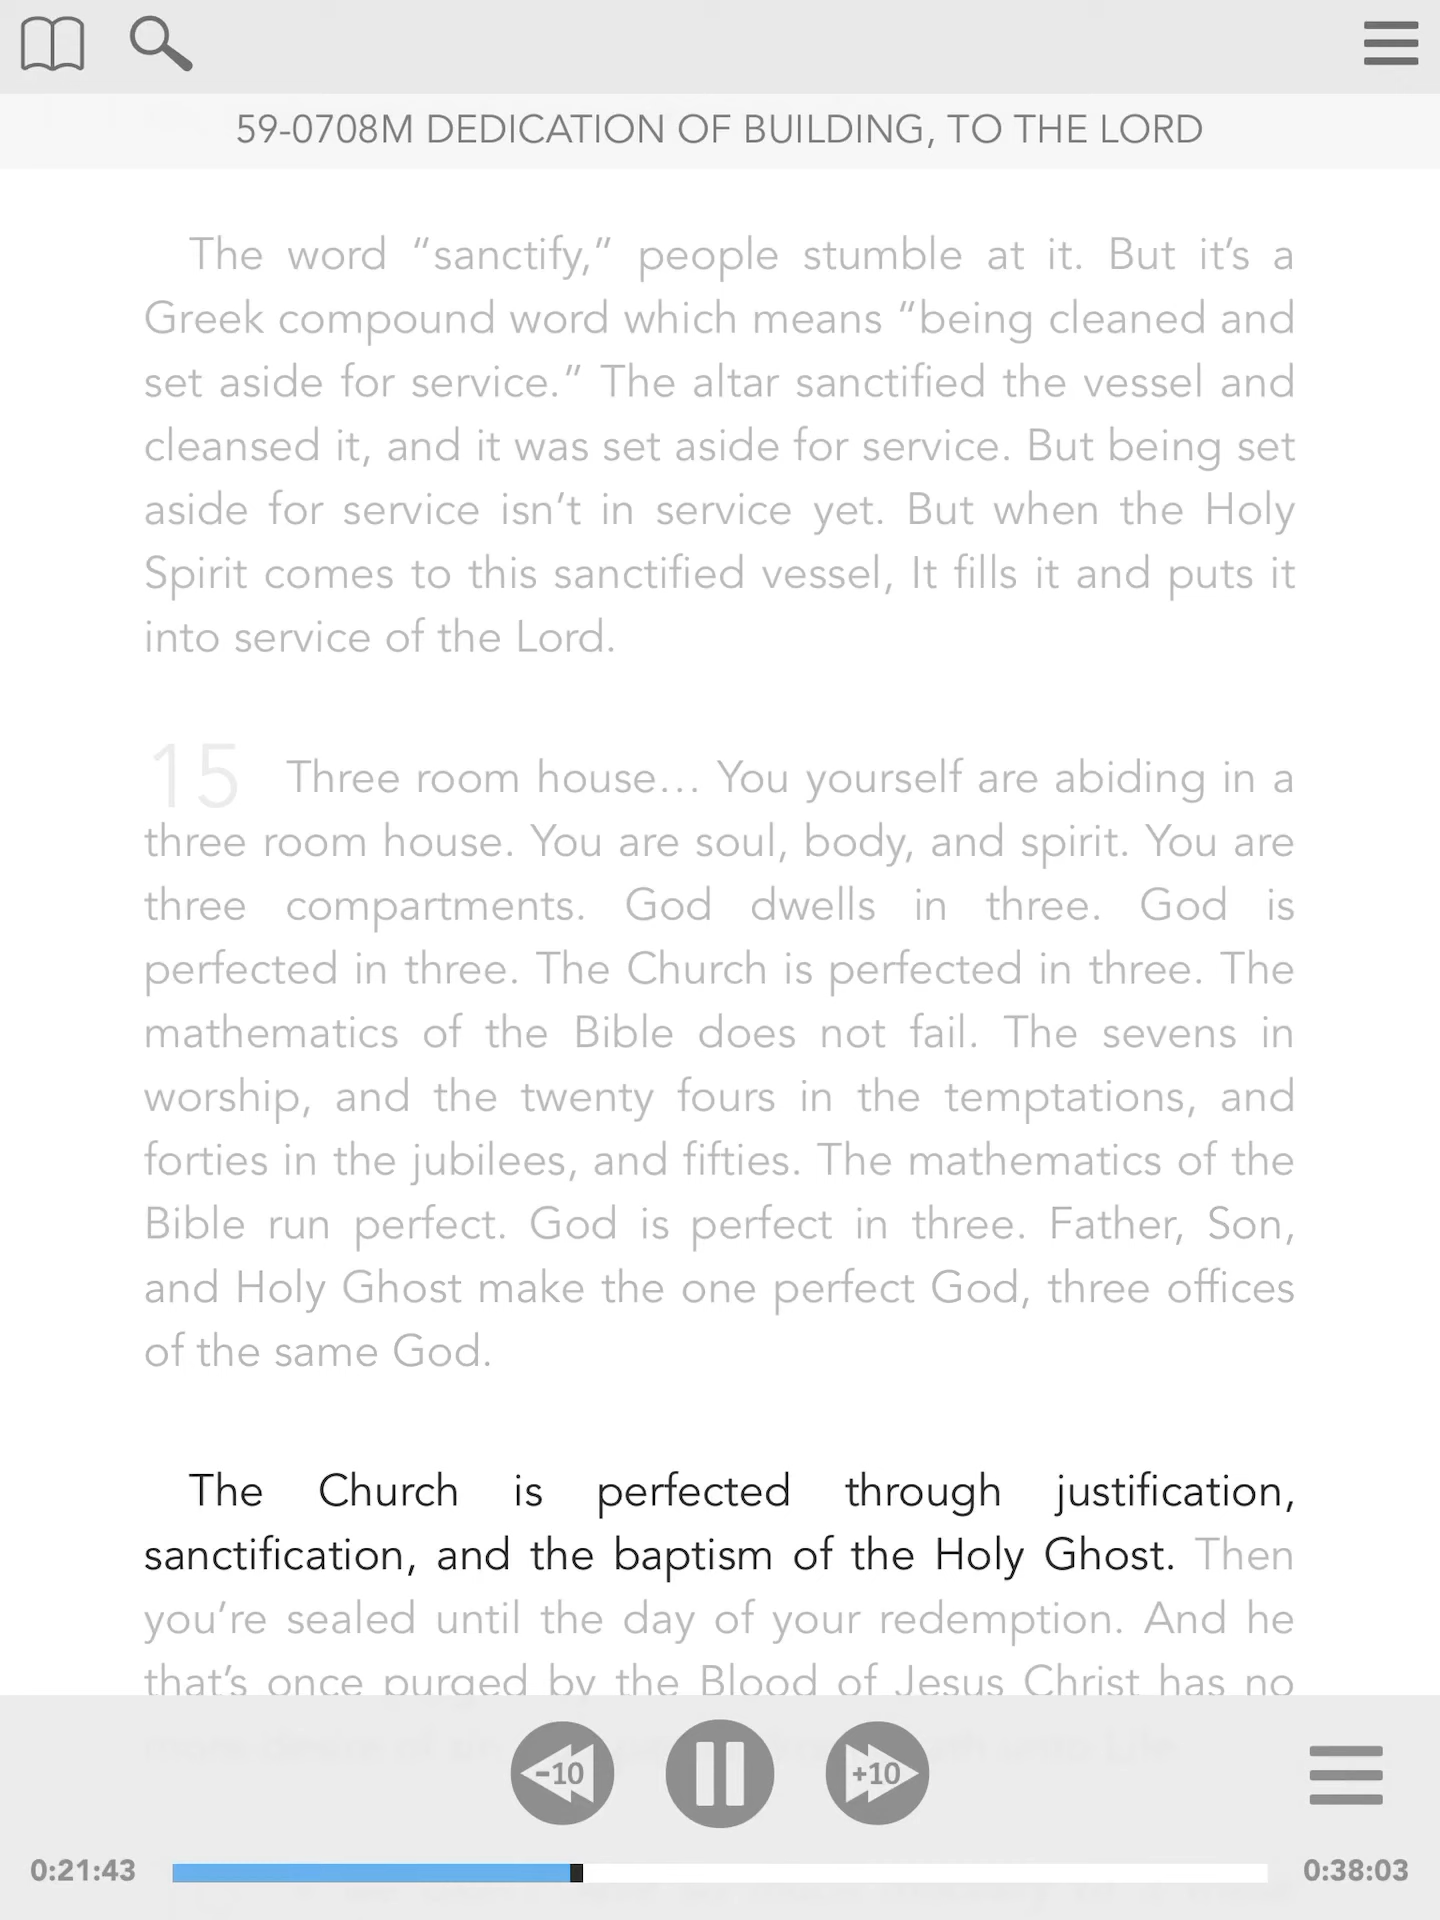 59-0708M DEDICATION OF BUILDING, TO THE LORD
The word “sanctify,” people stumble at it. But it’s a
Greek compound word which means “being cleaned and
set aside for service.” The altar sanctified the vessel and
cleansed it, and it was set aside for service. But being set
aside for service isn’t in service yet. But when the Holy
Spirit comes to this sanctified vessel, It fills it and puts it
into service of the Lord.
15 Three room house… You yourself are abiding in a
three room house. You are soul, body, and spirit. You are
three compartments. God dwells in three. God is
perfected in three. The Church is perfected in three. The
mathematics of the Bible does not fail. The sevens in
worship, and the twenty fours in the temptations, and
forties in the jubilees, and fifties. The mathematics of the
Bible run perfect. God is perfect in three. Father, Son,
and Holy Ghost make the one perfect God, three offices
of the same God.
The Church is perfected through justification,
sanctification, and the baptism of the Holy Ghost. Then
you’re sealed until the day of your redemption. And he
that’s once purged by the Blood of Jesus Christ has no
-10 +10
0:21:43 0:38:03